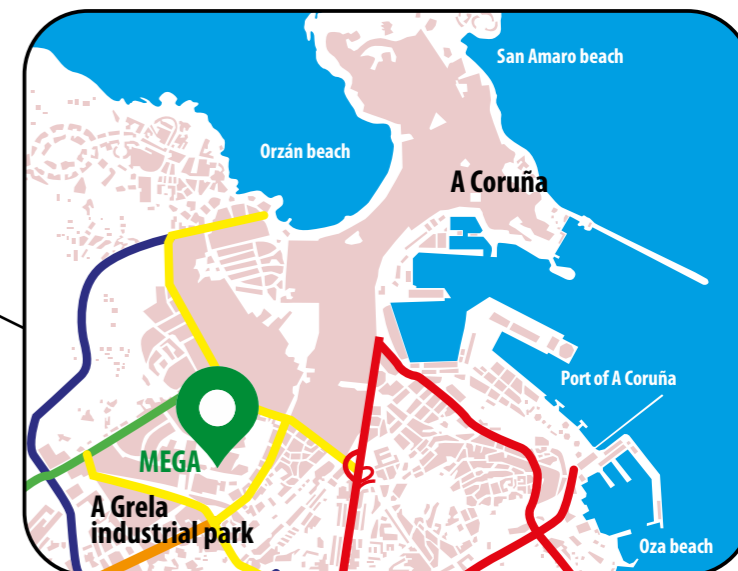 San Amaro beach
Orzán beach
A Coruña
Port of A Coruña
MEGA
A Grela
industrial park
Oza beach